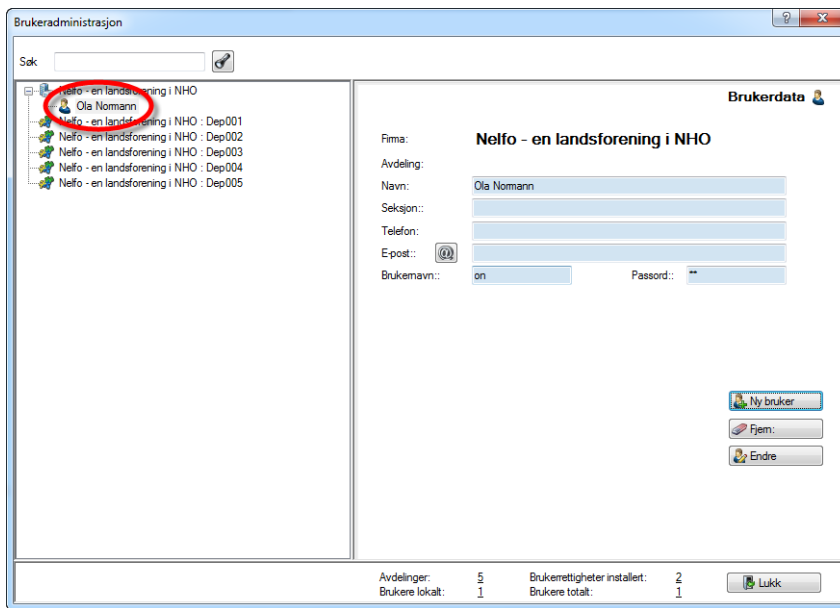 Brukeradministrasjon
Søk
Nelfo - en landsforening i NHO
Ola Normann
Nelfo - en landsforening i NHO : Dep001
Nelfo - en landsforening i NHO : Dep002
Nelfo - en landsforening i NHO : Dep003
Nelfo - en landsforening i NHO : Dep004
Nelfo - en landsforening i NHO : Dep005
Brukerdata
Firma: Nelfo - en landsforening i NHO
Avdeling:
Navn: Ola Normann
Seksjon::
Telefon:
E-post::
Brukernavn:: on Passord:: **
Ny bruker
Fjern:
Endre
Avdelinger: 5 Brukerrettigheter installert: 2
Brukere lokalt: 1 Brukere totalt: 1
Lukk